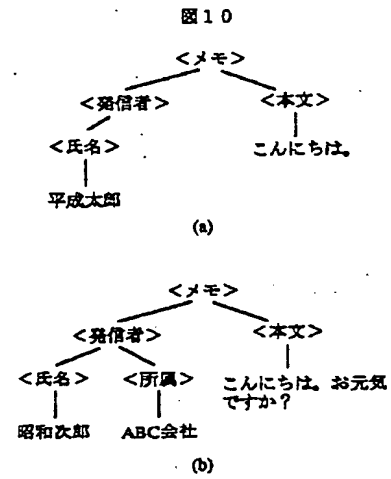 図10
＜メモ＞
＜発信者＞ ＜本文＞
＜氏名＞ こんにちは。
平成太郎
(a)
＜メモ＞
＜発信者＞ ＜本文＞
＜氏名＞ ＜所属＞ こんにちは。お元気
ですか？
昭和次郎 ABC会社
(b)